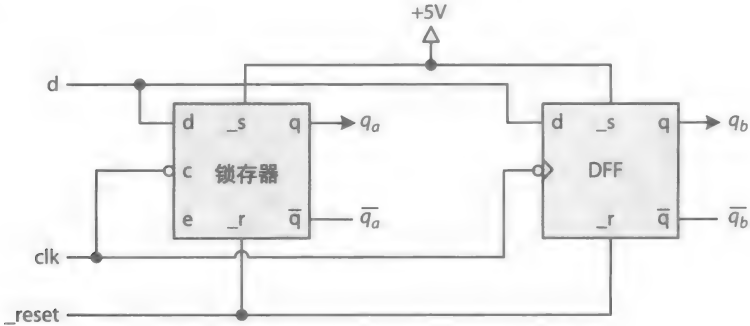 +5V
d
d _s q
q_a
d _s q
q_b
c 锁存器
DFF
e _r q̅
q̅_a
_r q̅
q̅_b
clk
_reset